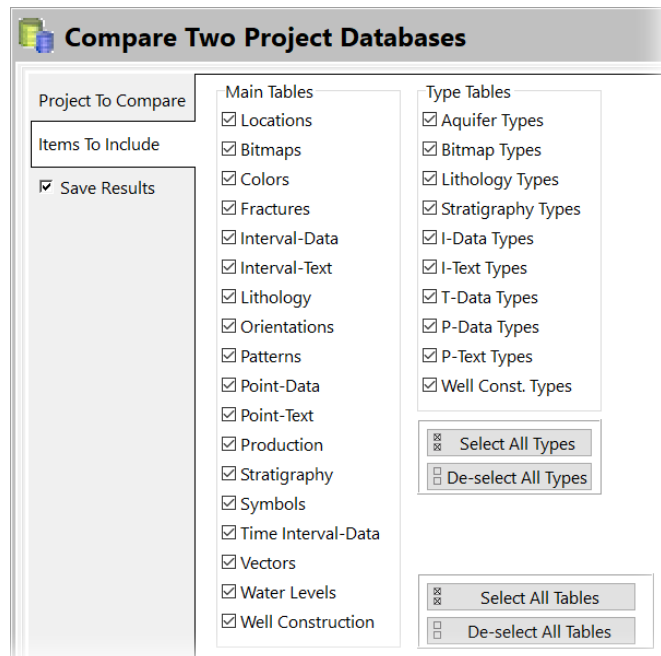 Compare Two Project Databases
Project To Compare
Items To Include
Save Results
Main Tables
Locations
Bitmaps
Colors
Fractures
Interval-Data
Interval-Text
Lithology
Orientations
Patterns
Point-Data
Point-Text
Production
Stratigraphy
Symbols
Time Interval-Data
Vectors
Water Levels
Well Construction
Type Tables
Aquifer Types
Bitmap Types
Lithology Types
Stratigraphy Types
I-Data Types
I-Text Types
T-Data Types
P-Data Types
P-Text Types
Well Const. Types
Select All Types
De-select All Types
Select All Tables
De-select All Tables